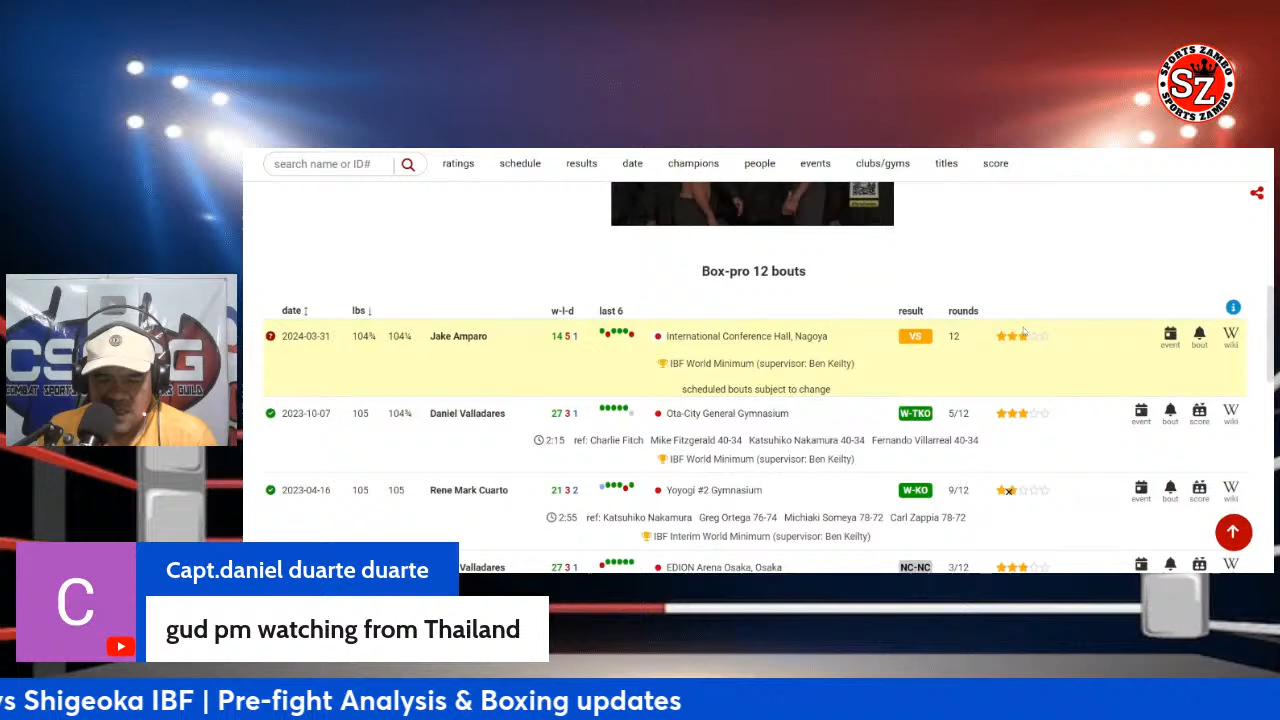 SPORTS ZAMBO
SZ
SPORTS ZAMBO
search name or ID# ratings schedule results date champions people events clubs/gyms titles score
Box-pro 12 bouts
date lbs w-l-d last 6 result rounds
2024-03-31 104¾ 104¼ Jake Amparo 14 5 1 International Conference Hall, Nagoya VS 12 event bout wiki
IBF World Minimum (supervisor: Ben Keilty)
scheduled bouts subject to change
2023-10-07 105 104¾ Daniel Valladares 27 3 1 Ota-City General Gymnasium W-TKO 5/12 event bout score wiki
2:15 ref: Charlie Fitch Mike Fitzgerald 40-34 Katsuhiko Nakamura 40-34 Fernando Villarreal 40-34
IBF World Minimum (supervisor: Ben Keilty)
2023-04-16 105 105 Rene Mark Cuarto 21 3 2 Yoyogi #2 Gymnasium W-KO 9/12 event bout score wiki
2:55 ref: Katsuhiko Nakamura Greg Ortega 76-74 Michiaki Someya 78-72 Carl Zappia 78-72
IBF Interim World Minimum (supervisor: Ben Keilty)
Valladares 27 3 1 EDION Arena Osaka, Osaka NC-NC 3/12
COMBAT SPORTS GUILD
C
Capt.daniel duarte duarte
gud pm watching from Thailand
vs Shigeoka IBF | Pre-fight Analysis & Boxing updates